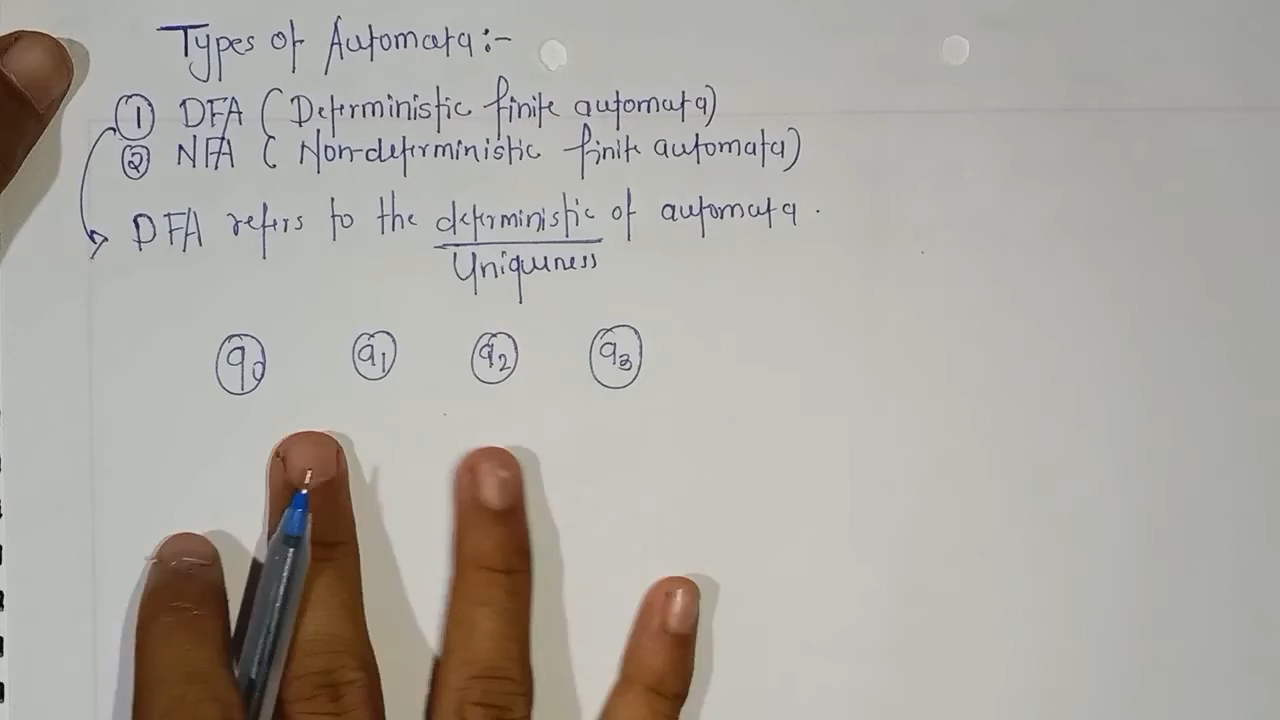 Types of Automata:-
① DFA (Deterministic finite automata)
② NFA (Non-deterministic finite automata)
DFA refers to the deterministic of automata.
Uniqueness
q0 q1 q2 q3